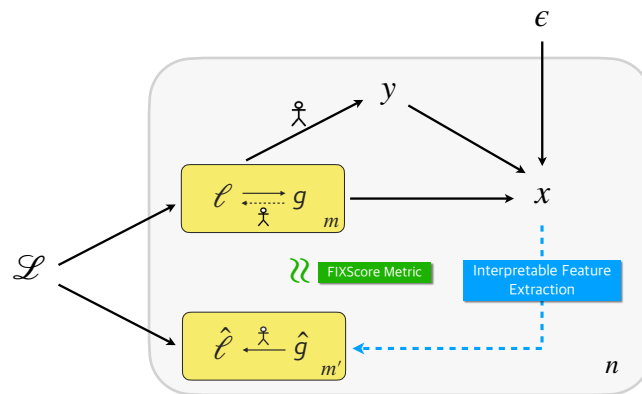 ϵ
y
ℓ g
m
x
ℒ
FIXScore Metric
Interpretable Feature
Extraction
ℓ̂ ĝ
m′
n